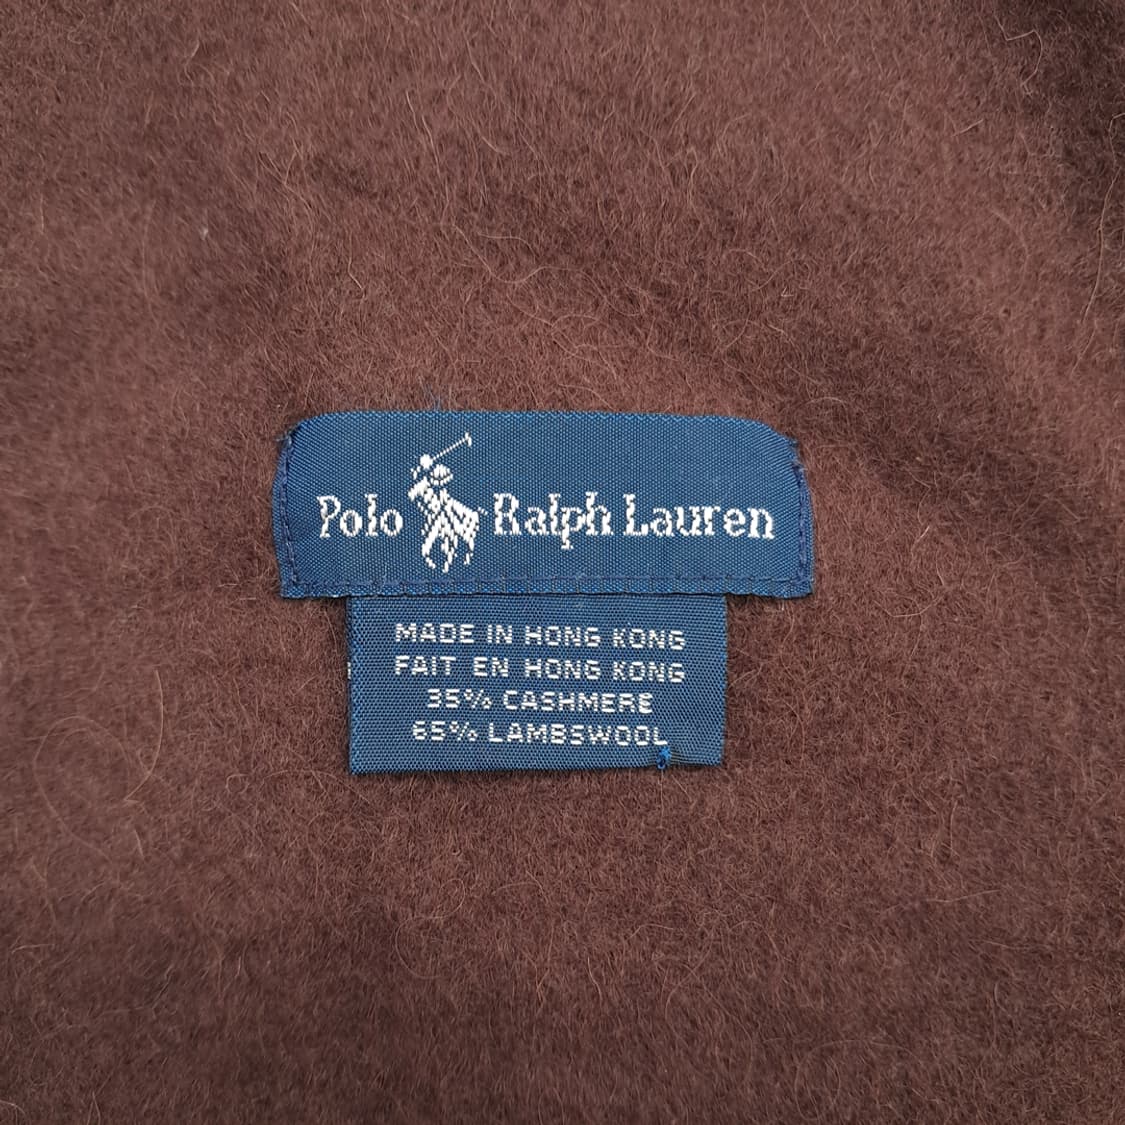 Polo Ralph Lauren
MADE IN HONG KONG
FAIT EN HONG KONG
35% CASHMERE
65% LAMBSWOOL